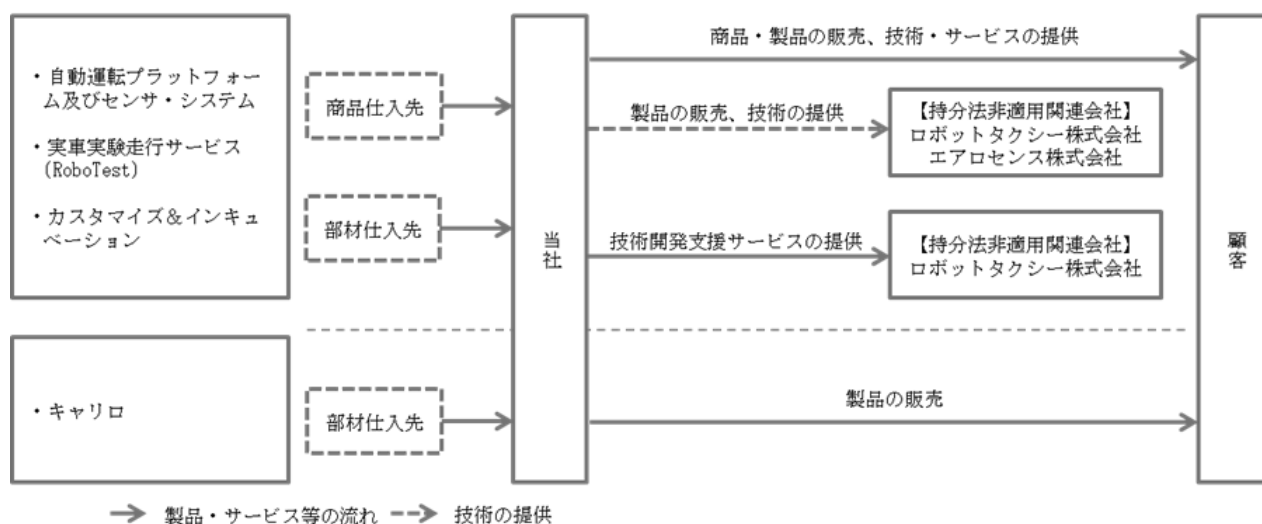 ・自動運転プラットフォー
ム及びセンサ・システム
・実車実験走行サービス
(RoboTest)
・カスタマイズ＆インキュ
ベーション
商品仕入先
部材仕入先
当社
商品・製品の販売、技術・サービスの提供
製品の販売、技術の提供
【持分法非適用関連会社】
ロボットタクシー株式会社
エアロセンス株式会社
技術開発支援サービスの提供
【持分法非適用関連会社】
ロボットタクシー株式会社
顧客
・キャリロ
部材仕入先
製品の販売
製品・サービス等の流れ
技術の提供